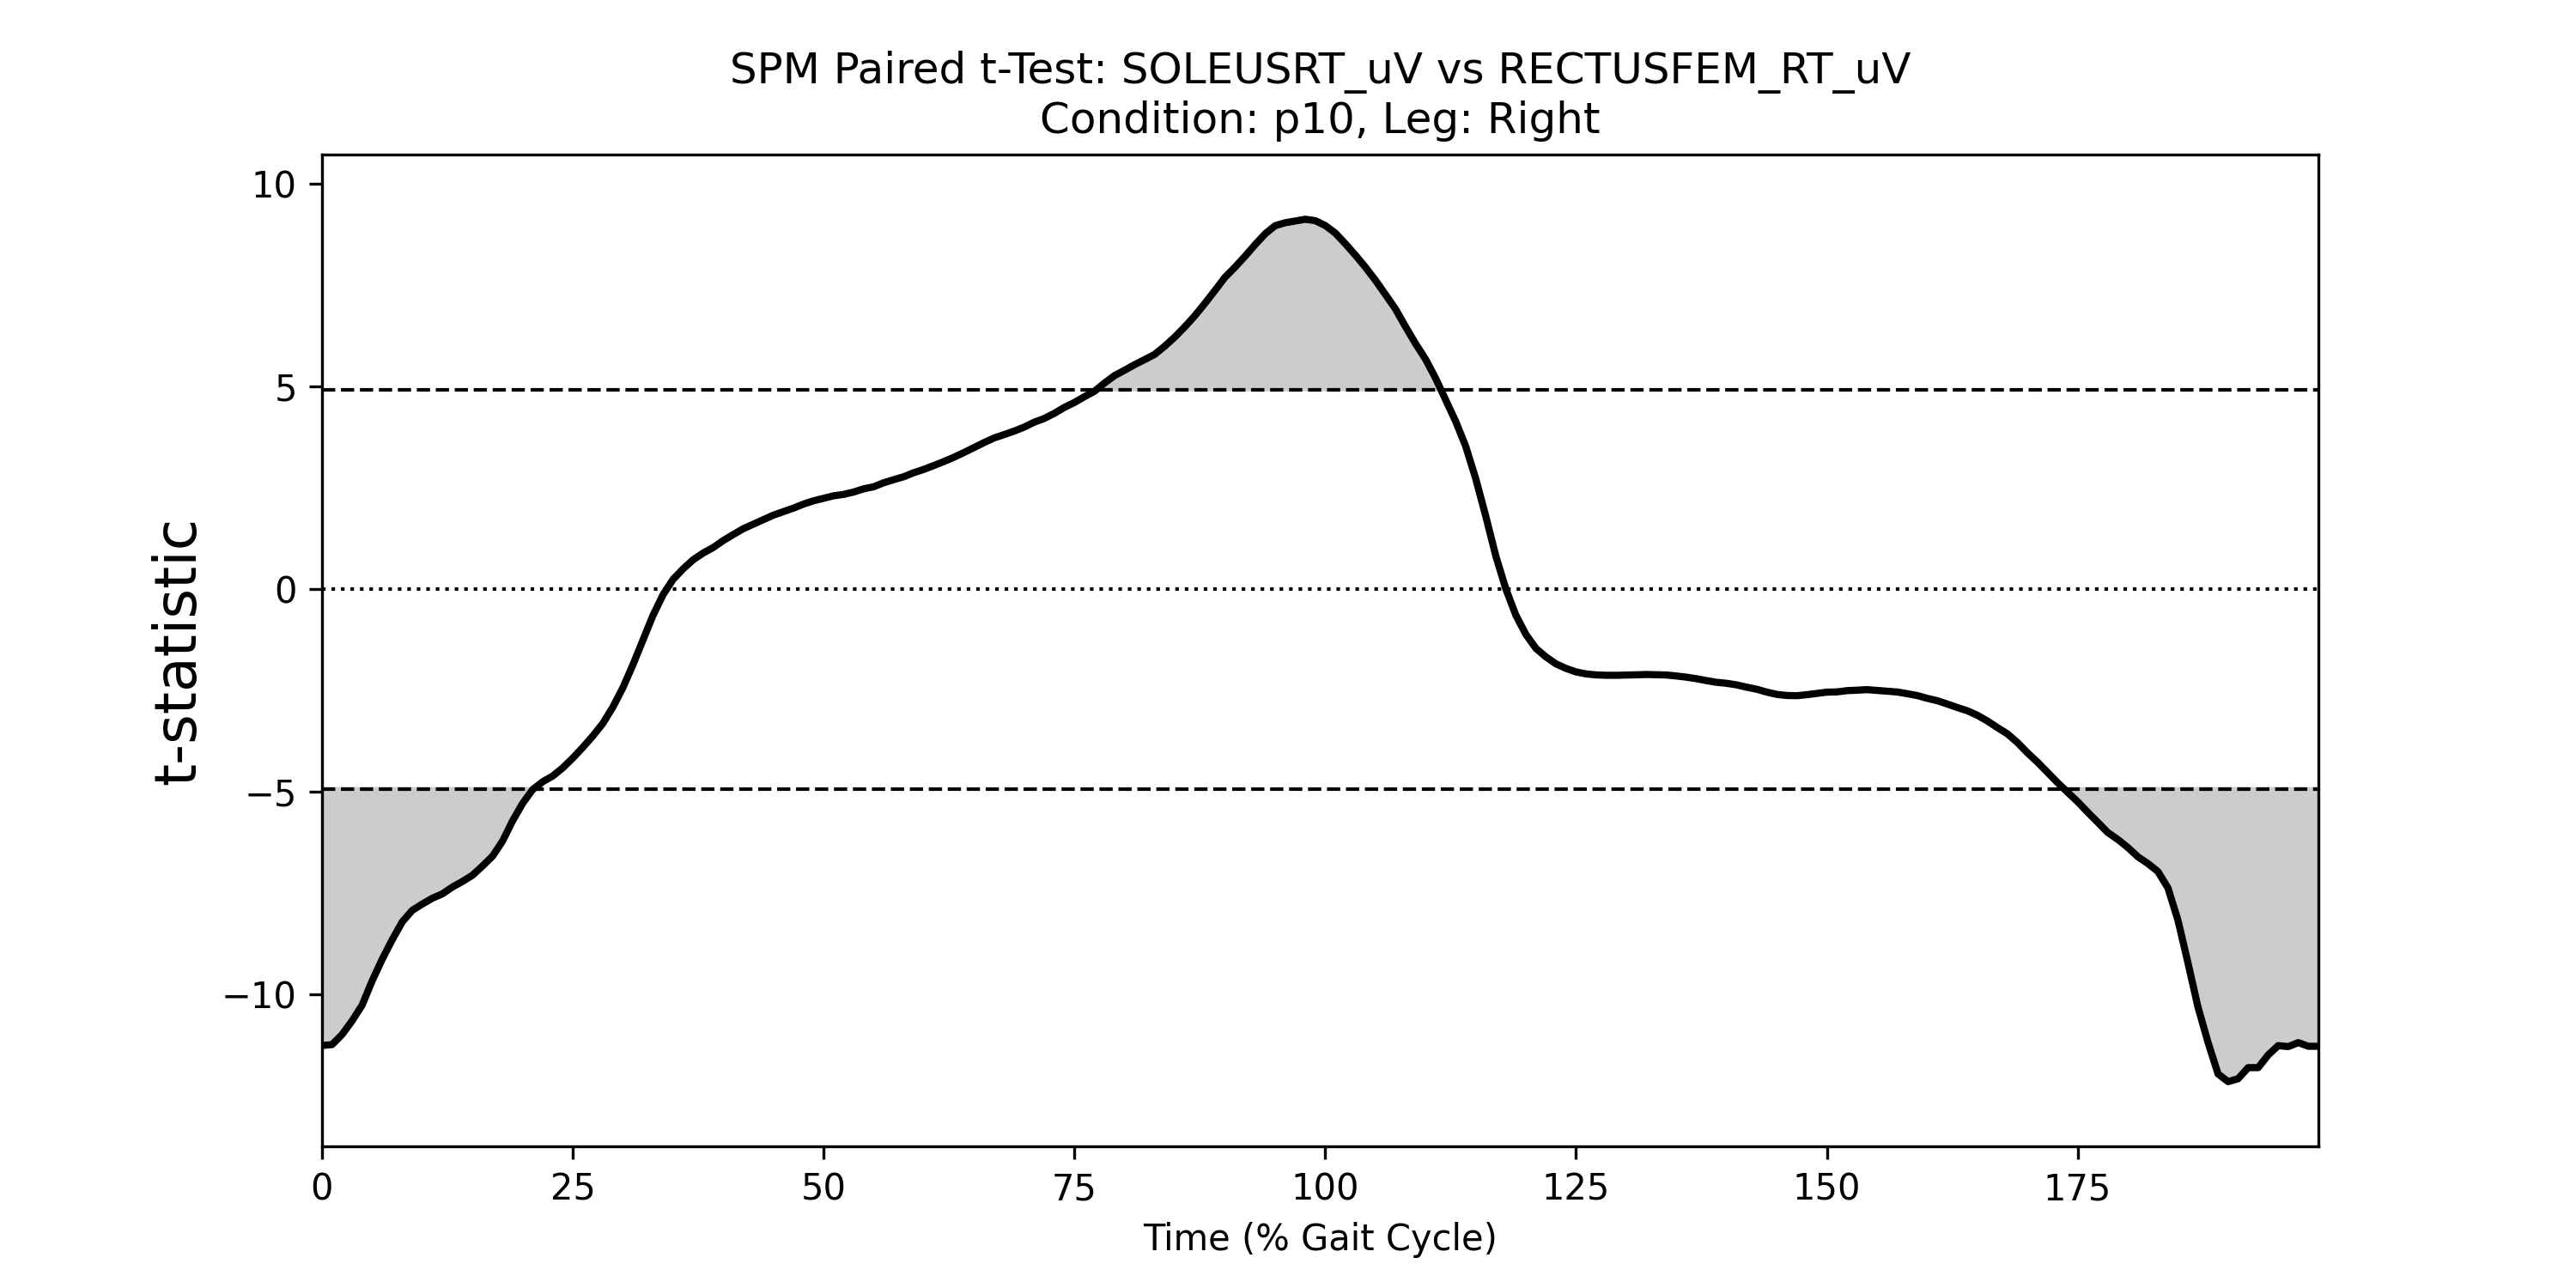 SPM Paired t-Test: SOLEUSRT_uV vs RECTUSFEM_RT_uV
Condition: p10, Leg: Right
10
5
0
−5
−10
t-statistic
0 25 50 75 100 125 150 175
Time (% Gait Cycle)